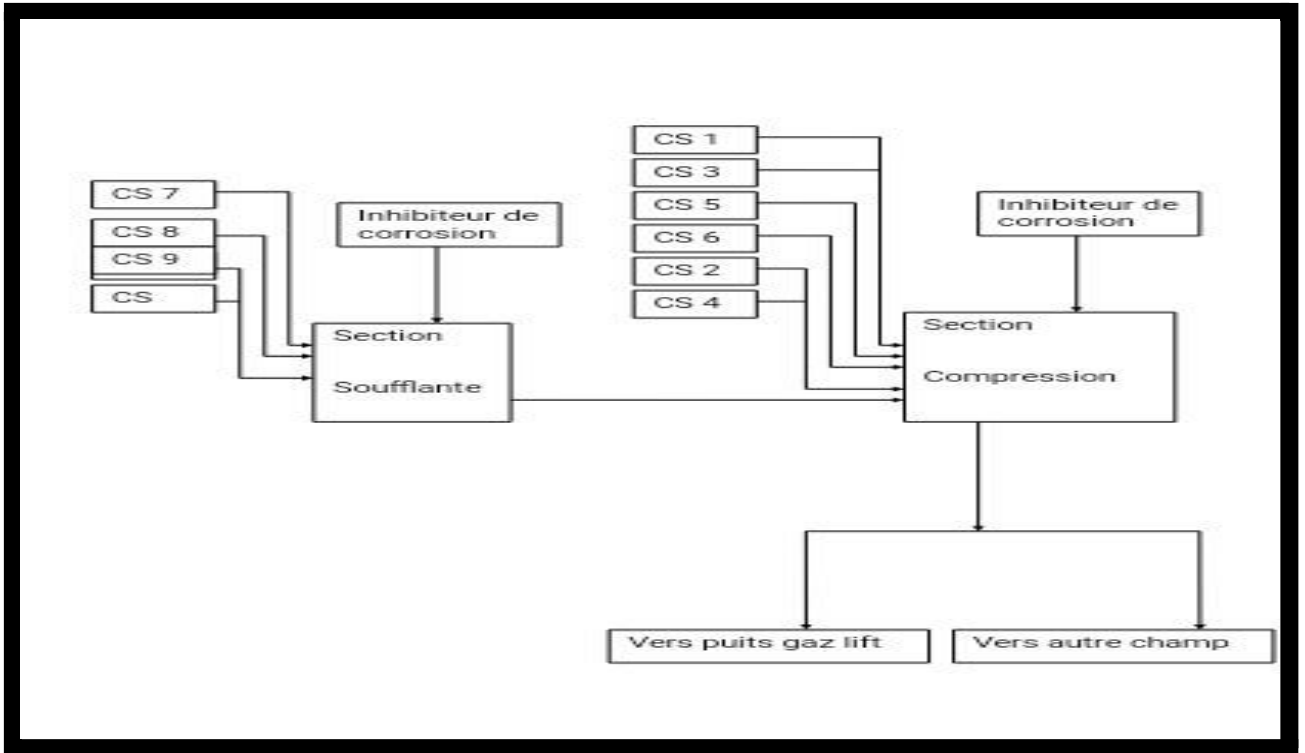 CS 7
CS 8
CS 9
CS
Inhibiteur de
corrosion
Section
Soufflante
CS 1
CS 3
CS 5
CS 6
CS 2
CS 4
Inhibiteur de
corrosion
Section
Compression
Vers puits gaz lift
Vers autre champ